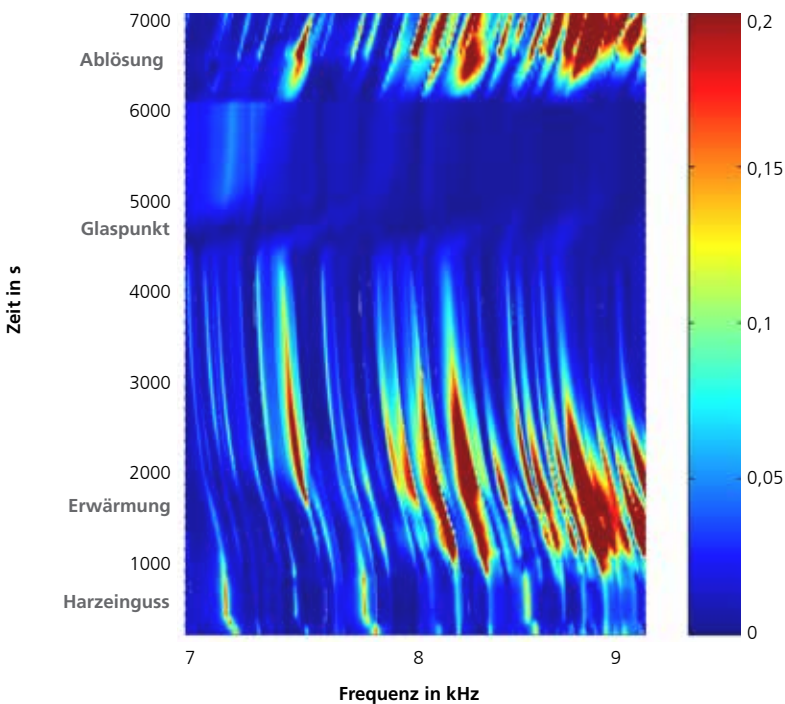 7000
Ablösung
6000
5000
Glaspunkt
4000
3000
2000
Erwärmung
1000
Harzeinguss
Zeit in s
7 8 9
Frequenz in kHz
0,2
0,15
0,1
0,05
0